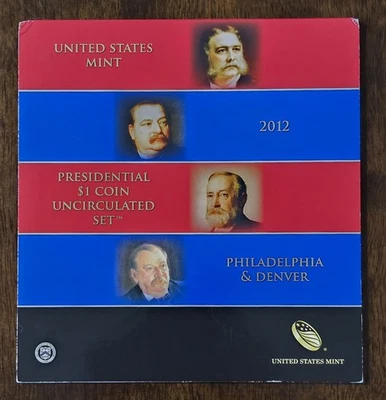 UNITED STATES
MINT
2012
PRESIDENTIAL
$1 COIN
UNCIRCULATED
SET™
PHILADELPHIA
& DENVER
UNITED STATES MINT